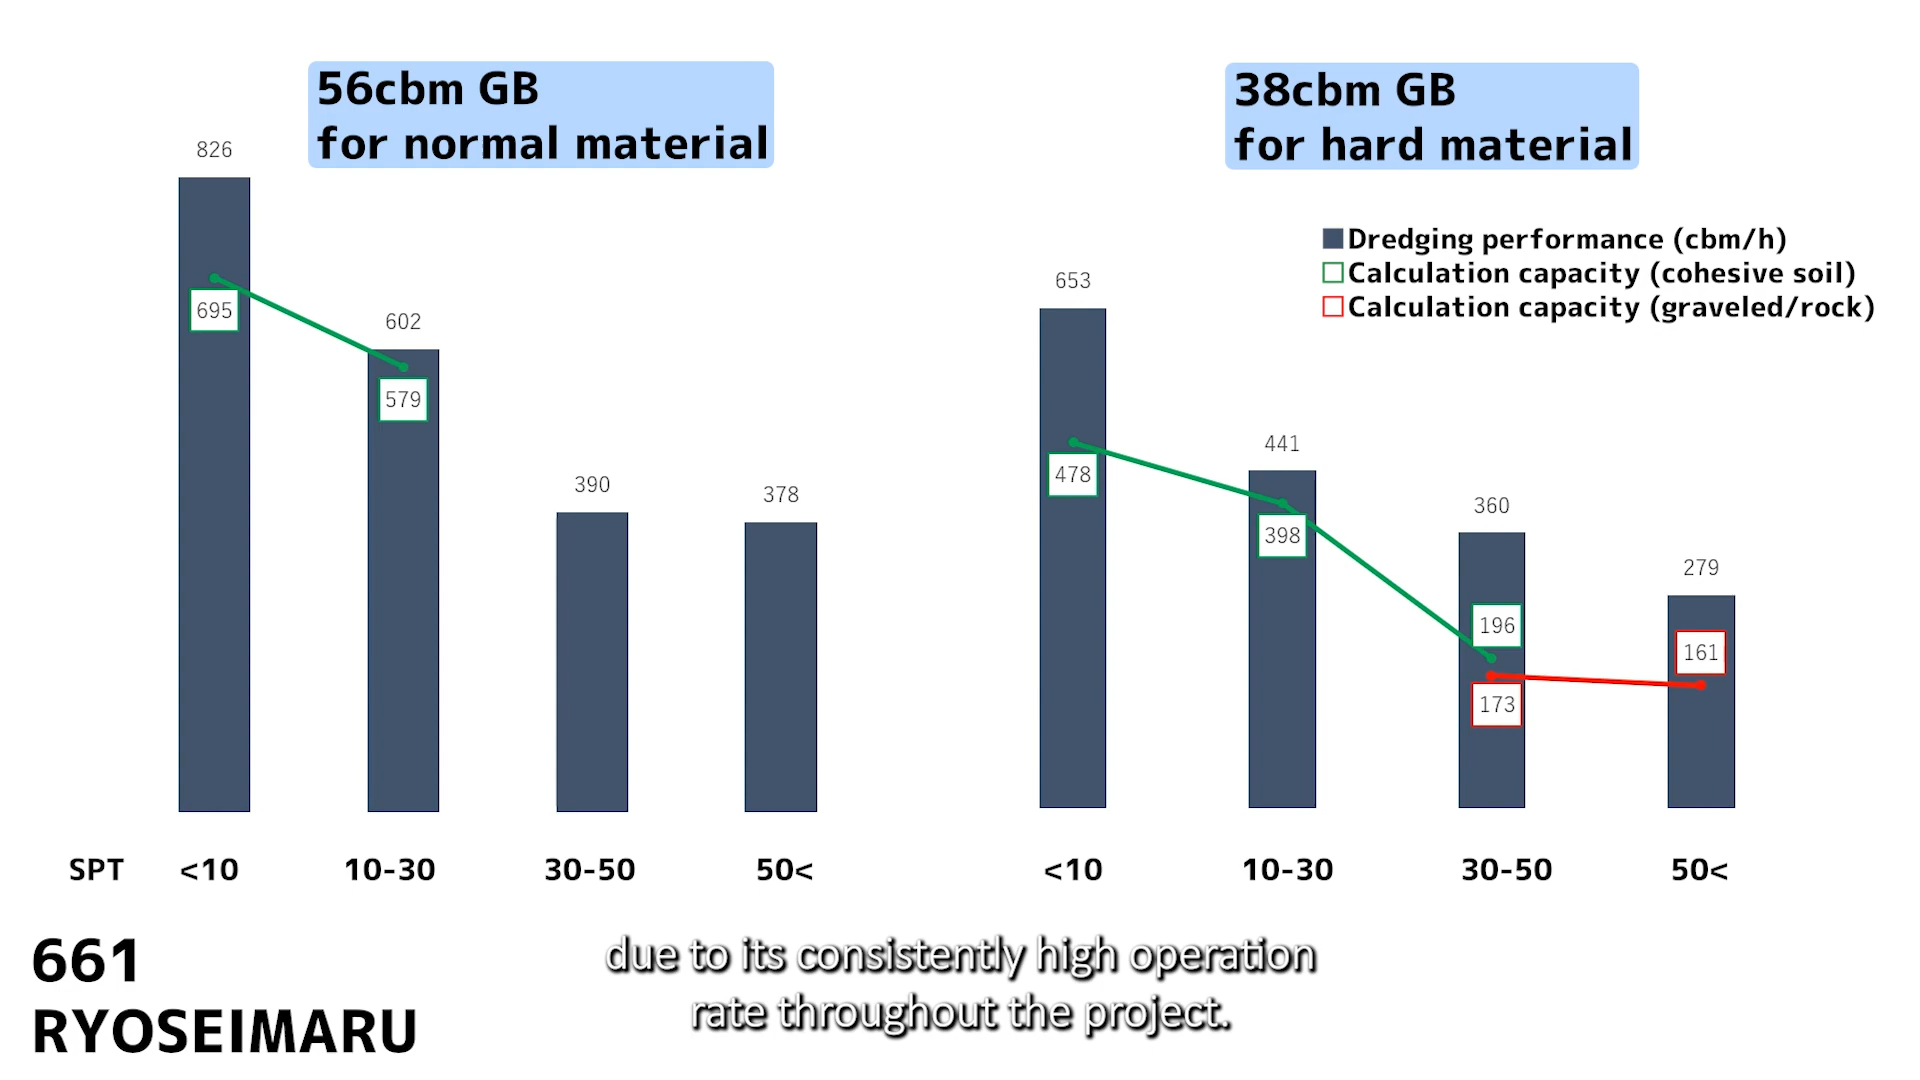 56cbm GB
for normal material
38cbm GB
for hard material
Dredging performance (cbm/h)
Calculation capacity (cohesive soil)
Calculation capacity (graveled/rock)
826
695
602
579
390
378
653
478
441
398
360
196
173
279
161
SPT <10 10-30 30-50 50< <10 10-30 30-50 50<
661
RYOSEIMARU
due to its consistently high operation
rate throughout the project.